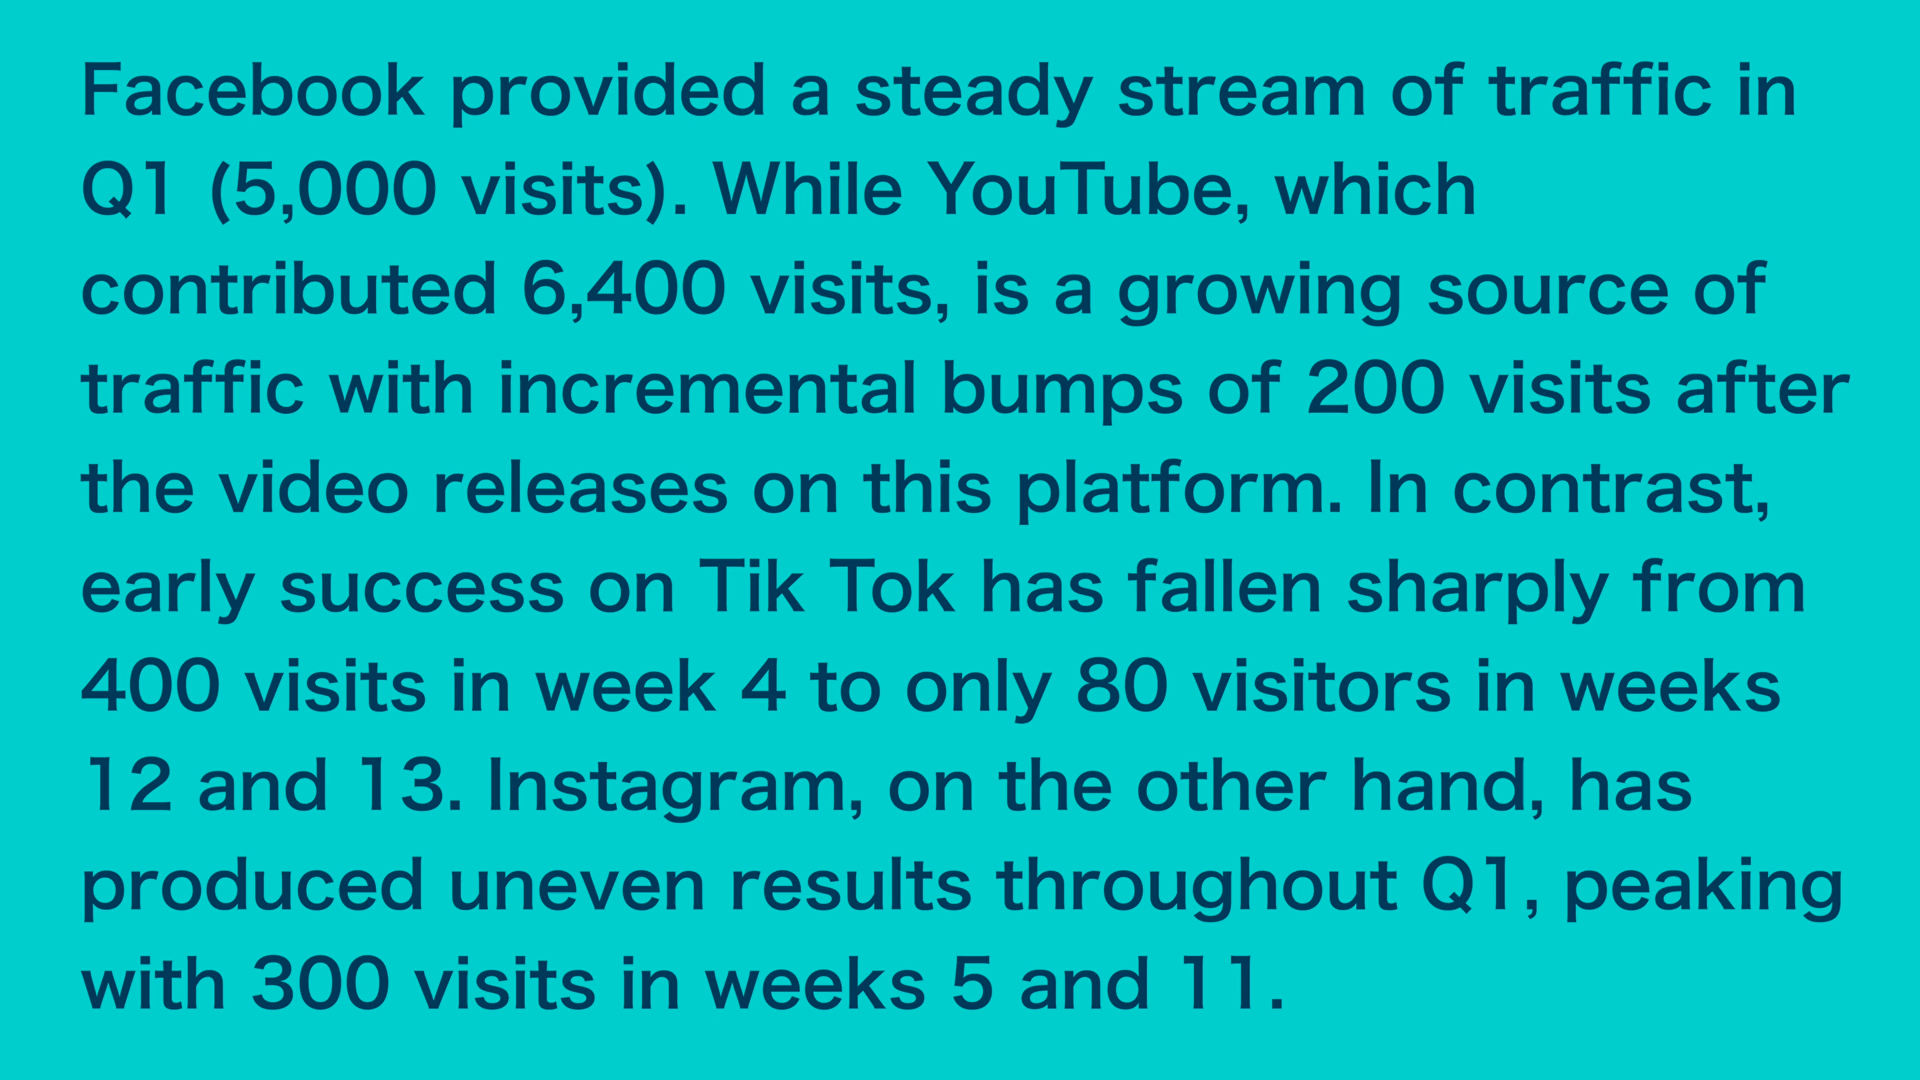 Facebook provided a steady stream of traffic in
Q1 (5,000 visits). While YouTube, which
contributed 6,400 visits, is a growing source of
traffic with incremental bumps of 200 visits after
the video releases on this platform. In contrast,
early success on Tik Tok has fallen sharply from
400 visits in week 4 to only 80 visitors in weeks
12 and 13. Instagram, on the other hand, has
produced uneven results throughout Q1, peaking
with 300 visits in weeks 5 and 11.